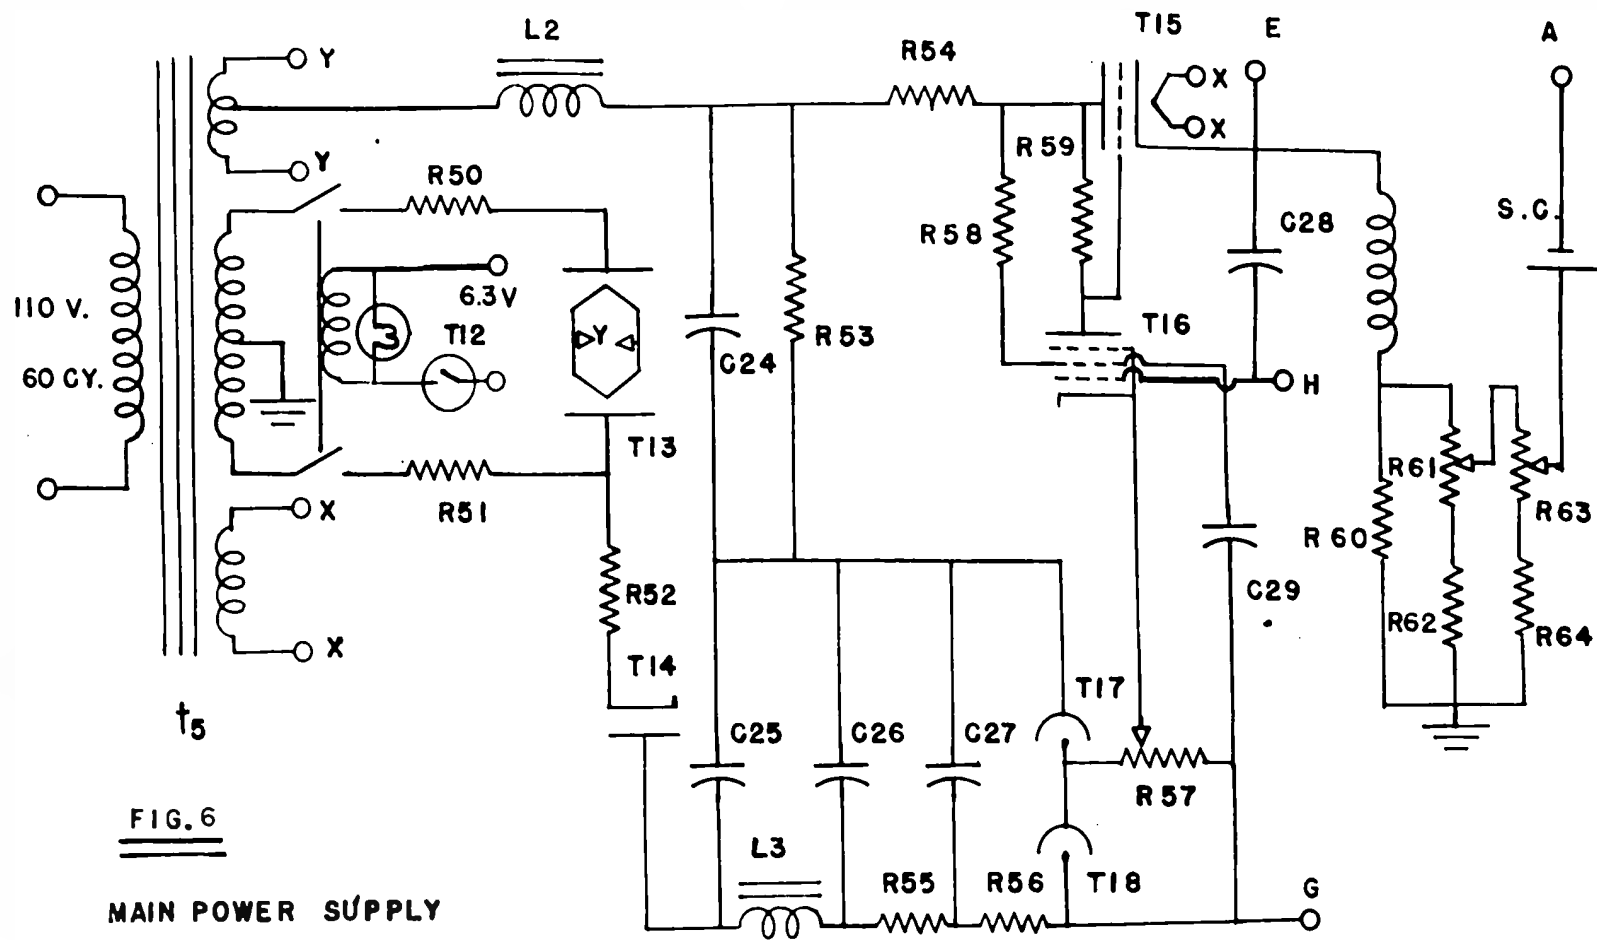 L2
T15
E
A
Y
R54
X
X
R59
Y
R50
S.C.
R58
C28
110 V.
6.3 V
T12
Y
T16
C24
R53
60 CY.
H
T13
R61
R51
R63
X
R60
R52
C29
R62
R64
X
T14
T17
t5
C25
C26
C27
R57
FIG. 6
L3
R55
R56
T18
G
MAIN POWER SUPPLY